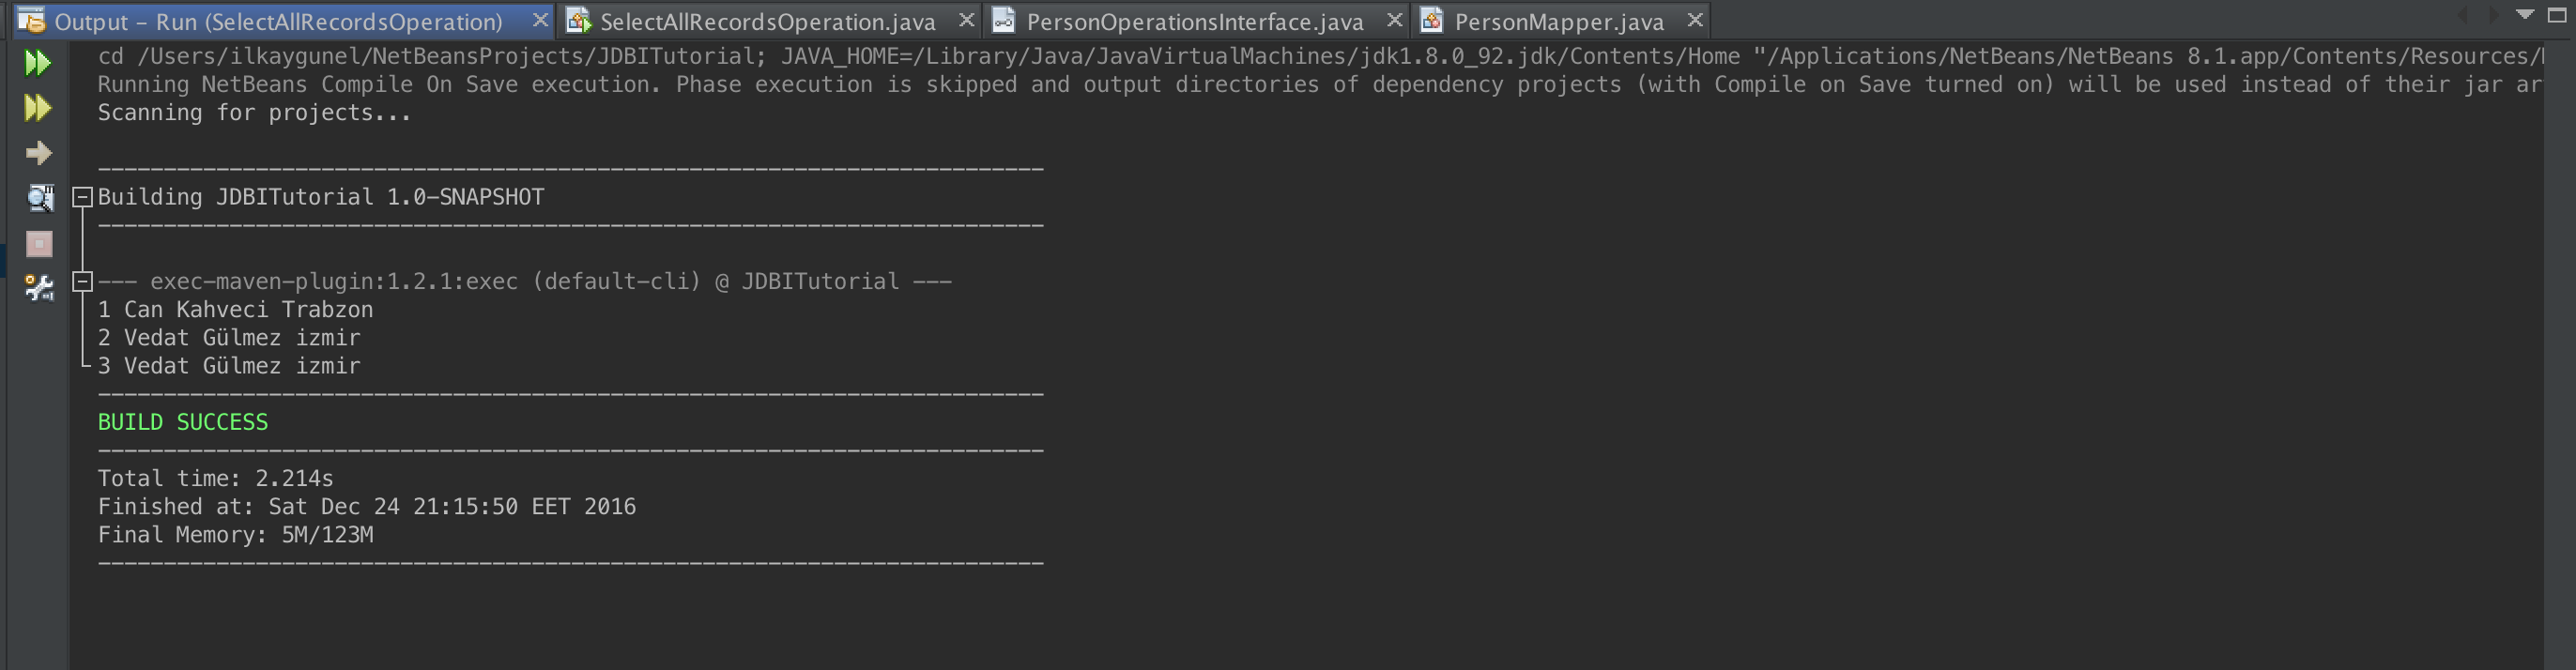 Output - Run (SelectAllRecordsOperation) SelectAllRecordsOperation.java PersonOperationsInterface.java PersonMapper.java
cd /Users/ilkaygunel/NetBeansProjects/JDBITutorial; JAVA_HOME=/Library/Java/JavaVirtualMachines/jdk1.8.0_92.jdk/Contents/Home "/Applications/NetBeans/NetBeans 8.1.app/Contents/Resources/
Running NetBeans Compile On Save execution. Phase execution is skipped and output directories of dependency projects (with Compile on Save turned on) will be used instead of their jar ar
Scanning for projects...
------------------------------------------------------------------------
Building JDBITutorial 1.0-SNAPSHOT
------------------------------------------------------------------------
--- exec-maven-plugin:1.2.1:exec (default-cli) @ JDBITutorial ---
1 Can Kahveci Trabzon
2 Vedat Gülmez izmir
3 Vedat Gülmez izmir
------------------------------------------------------------------------
BUILD SUCCESS
------------------------------------------------------------------------
Total time: 2.214s
Finished at: Sat Dec 24 21:15:50 EET 2016
Final Memory: 5M/123M
------------------------------------------------------------------------